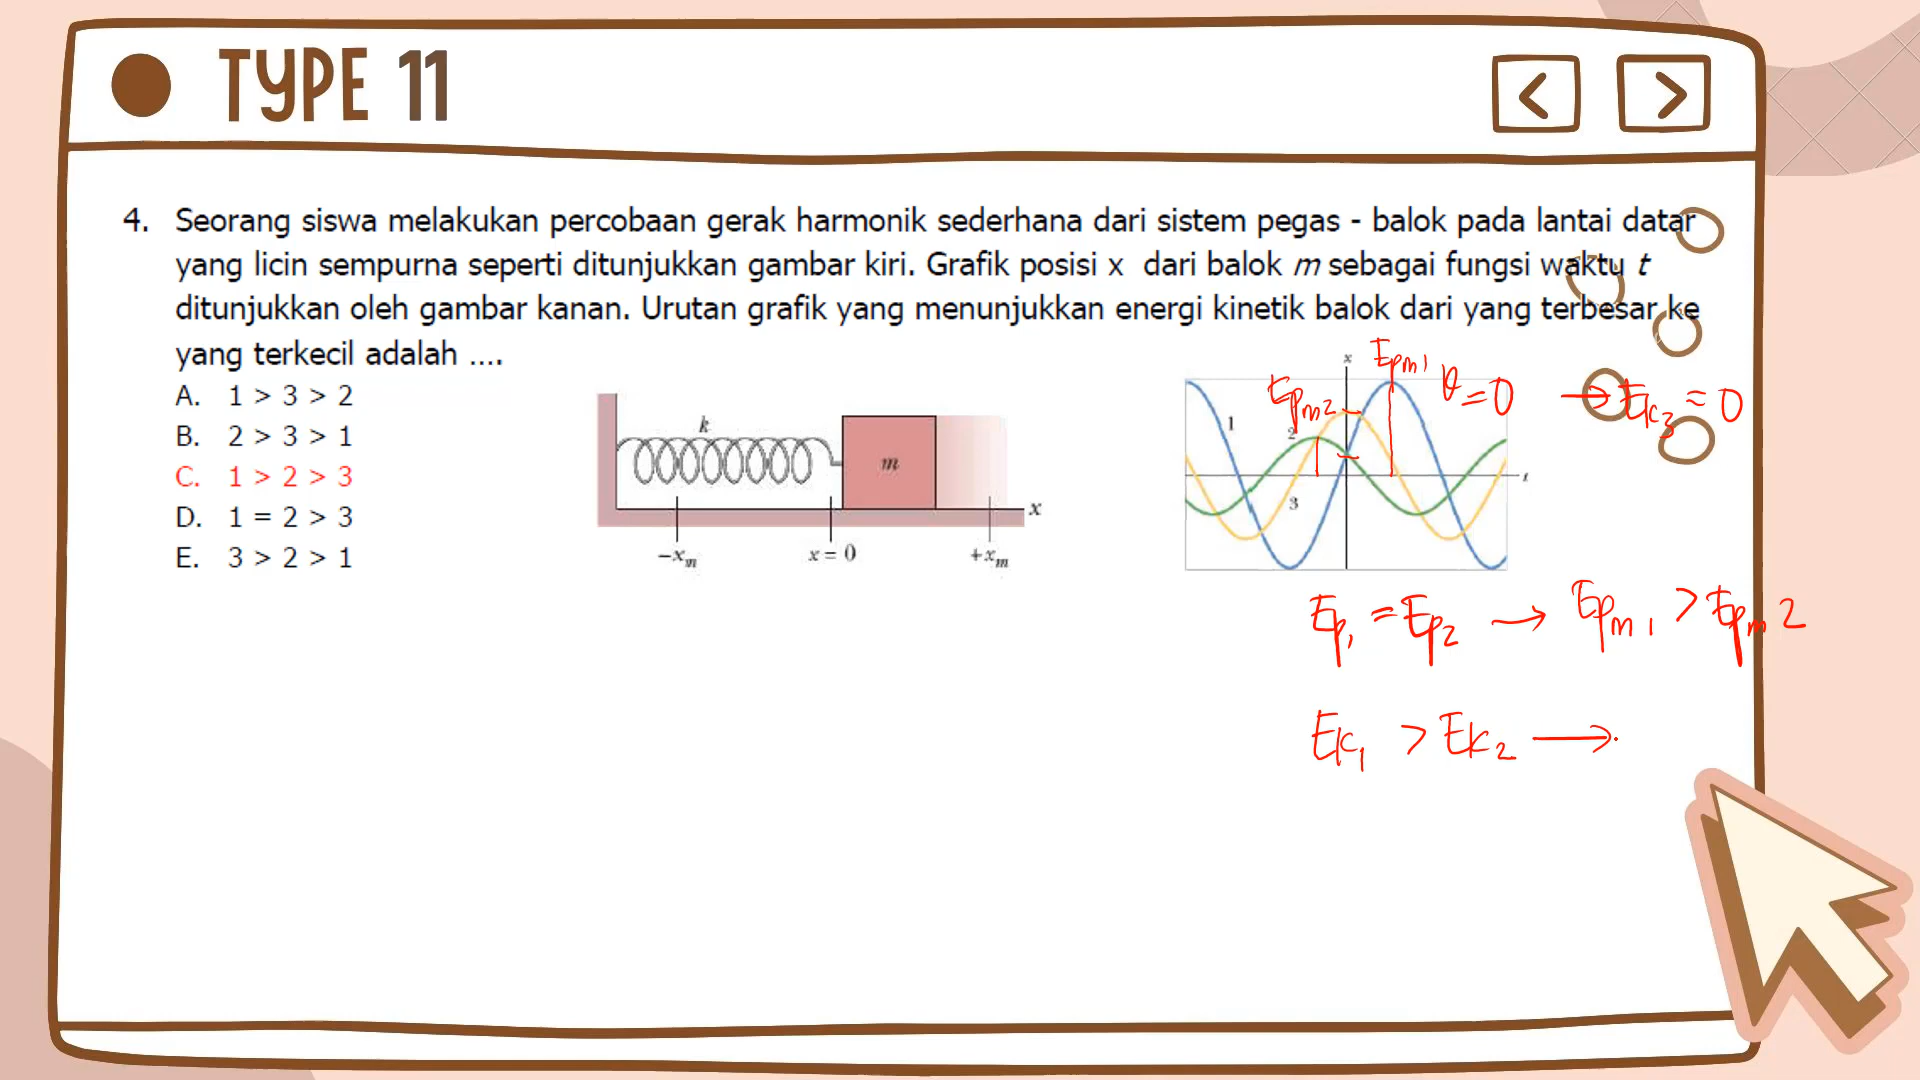 TYPE 11
4. Seorang siswa melakukan percobaan gerak harmonik sederhana dari sistem pegas - balok pada lantai datar
yang licin sempurna seperti ditunjukkan gambar kiri. Grafik posisi x dari balok m sebagai fungsi waktu t
ditunjukkan oleh gambar kanan. Urutan grafik yang menunjukkan energi kinetik balok dari yang terbesar ke
yang terkecil adalah ....
A. 1 > 3 > 2
B. 2 > 3 > 1
C. 1 > 2 > 3
D. 1 = 2 > 3
E. 3 > 2 > 1
k
m
x
-xm
x = 0
+xm
x
1
2
3
t
Epm1
Epm2
θ = 0 → Ek3 = 0
Ep1 = Ep2 → Epm1 > Epm2
Ek1 > Ek2 →